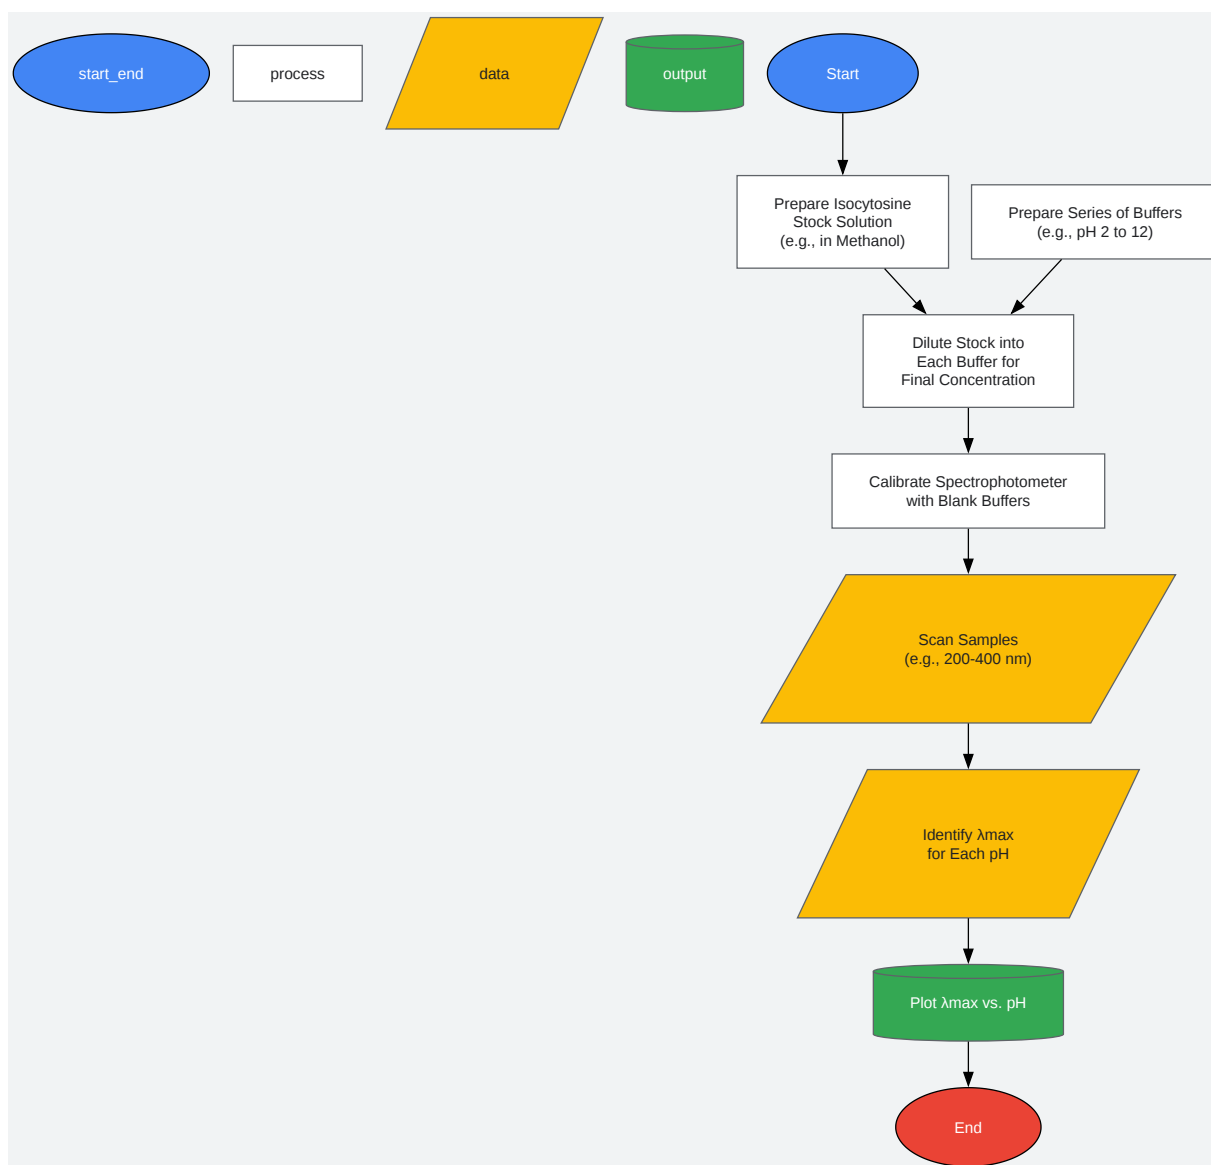 start_end
process
data
output
Start
Prepare Isocytosine
Stock Solution
(e.g., in Methanol)
Prepare Series of Buffers
(e.g., pH 2 to 12)
Dilute Stock into
Each Buffer for
Final Concentration
Calibrate Spectrophotometer
with Blank Buffers
Scan Samples
(e.g., 200-400 nm)
Identify λmax
for Each pH
Plot λmax vs. pH
End